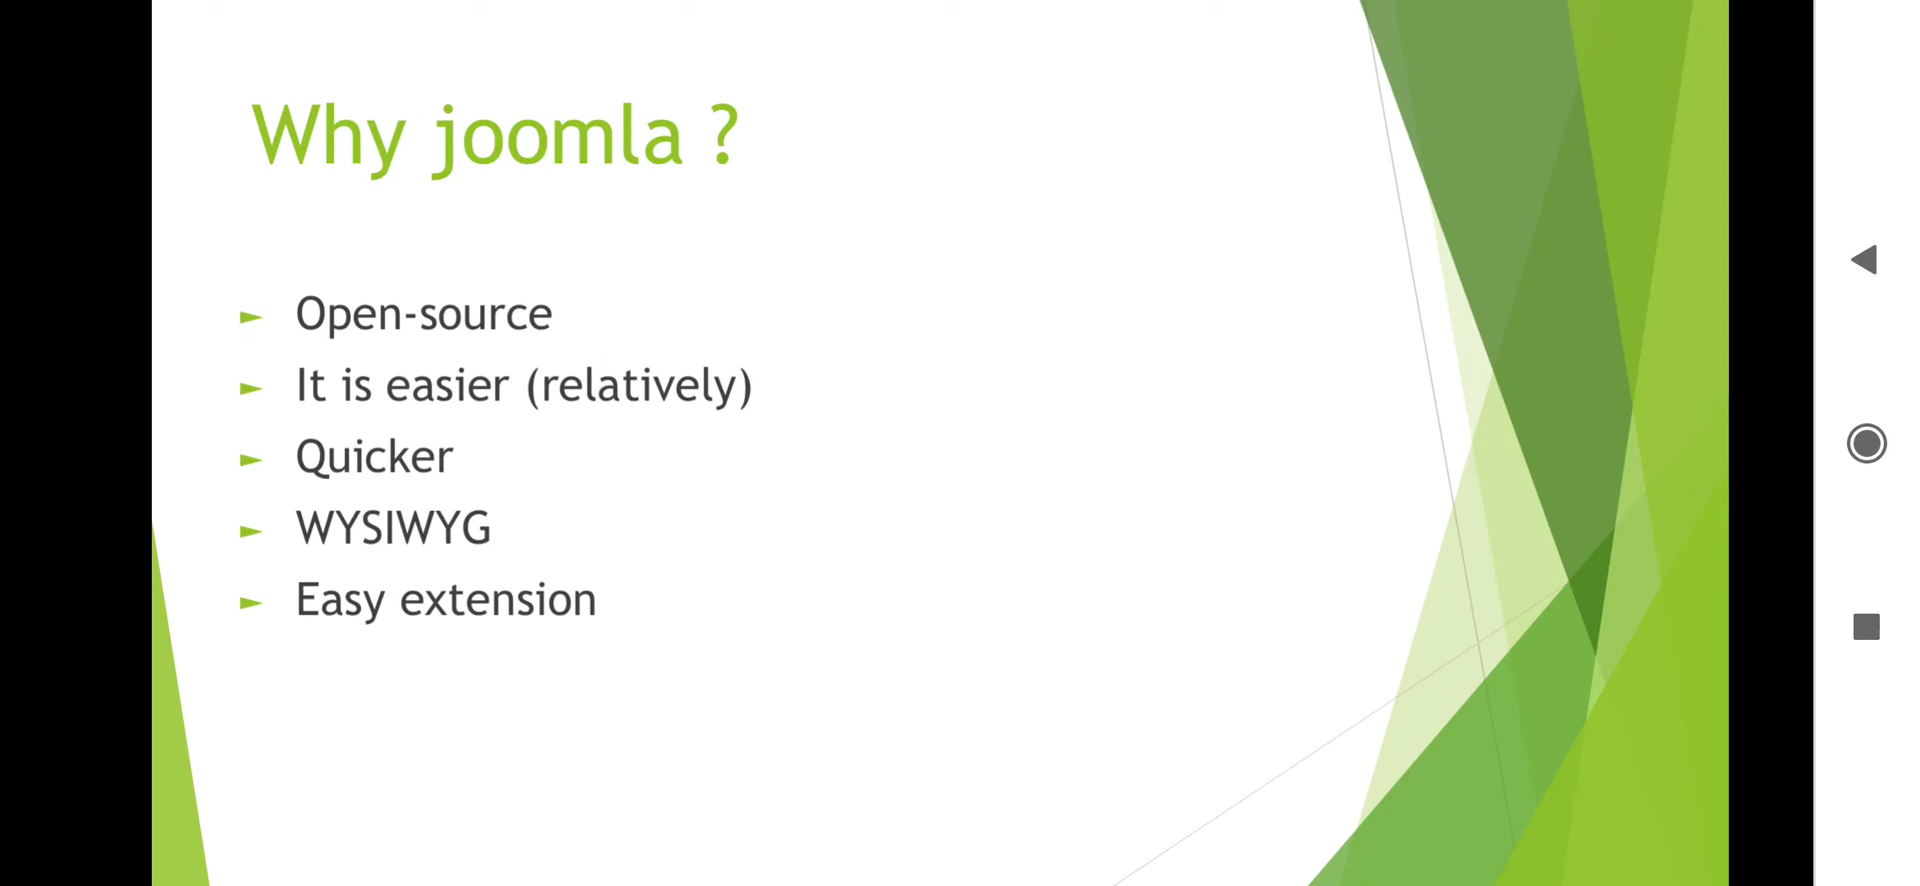 Why joomla ?
Open-source
It is easier (relatively)
Quicker
WYSIWYG
Easy extension